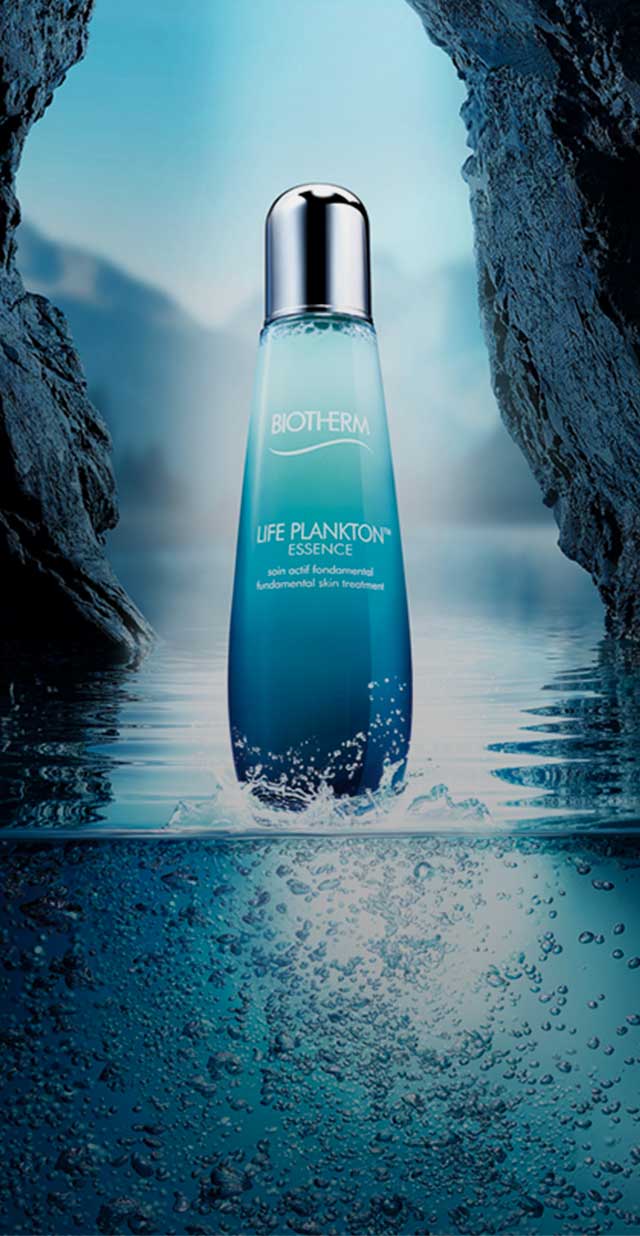 BIOTHERM
LIFE PLANKTON™
ESSENCE
soin actif fondamental
fundamental skin treatment